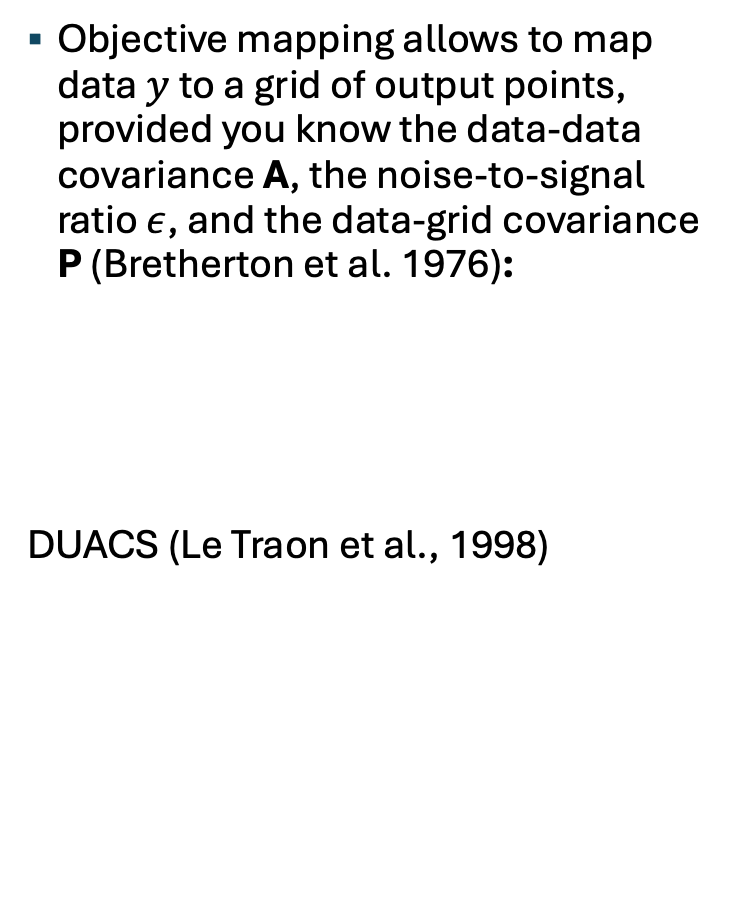 ▪ Objective mapping allows to map
data y to a grid of output points,
provided you know the data-data
covariance A, the noise-to-signal
ratio ϵ, and the data-grid covariance
P (Bretherton et al. 1976):
DUACS (Le Traon et al., 1998)